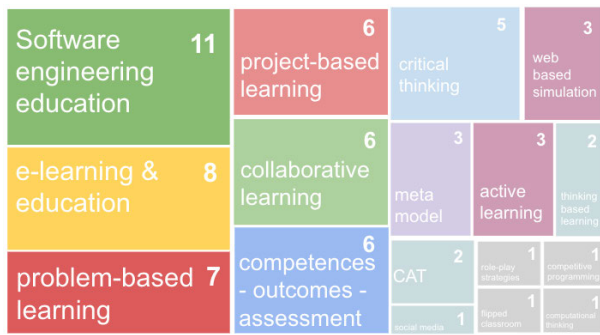 Software 11
engineering
education
e-learning & 8
education
problem-based 7
learning
6
project-based
learning
6
collaborative
learning
6
competences
- outcomes -
assessment
5
critical
thinking
3
web
based
simulation
3
meta
model
3
active
learning
2
thinking
based learning
2
CAT
1
social media
1
role-play
strategies
1
competitive
programming
1
flipped
classroom
1
computational
thinking